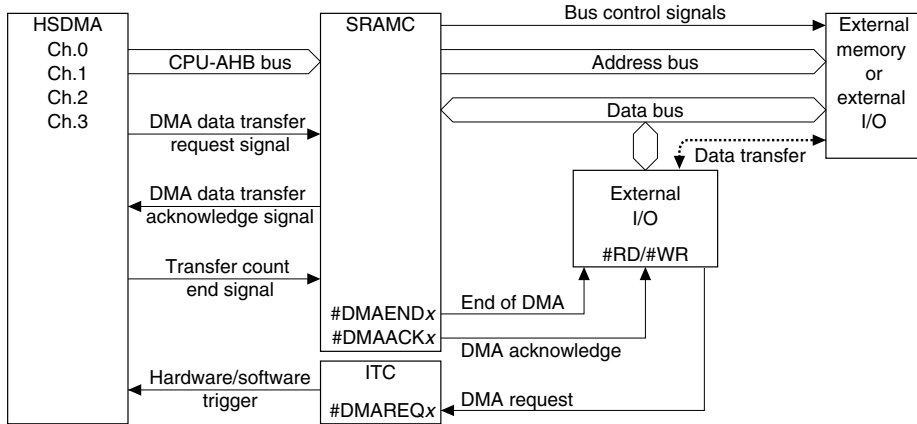 HSDMA
Ch.0
Ch.1
Ch.2
Ch.3
CPU-AHB bus
DMA data transfer
request signal
DMA data transfer
acknowledge signal
Transfer count
end signal
Hardware/software
trigger
SRAMC
#DMAENDx
#DMAACKx
ITC
#DMAREQx
Bus control signals
Address bus
Data bus
Data transfer
External
I/O
#RD/#WR
End of DMA
DMA acknowledge
DMA request
External
memory
or
external
I/O